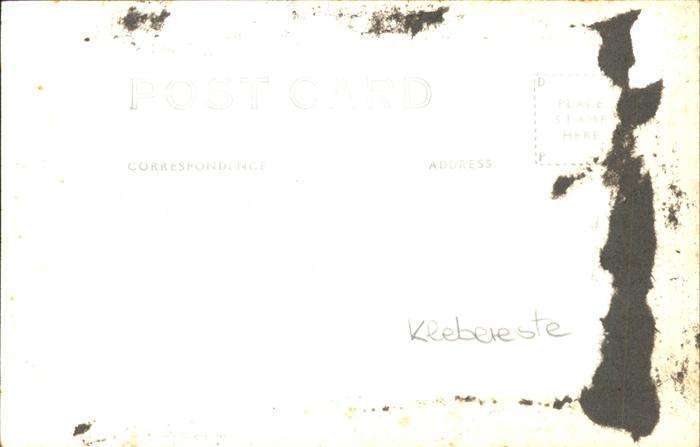 POST CARD
D
PLACE
STAMP
HERE
P
CORRESPONDENCE
ADDRESS
Klebereste